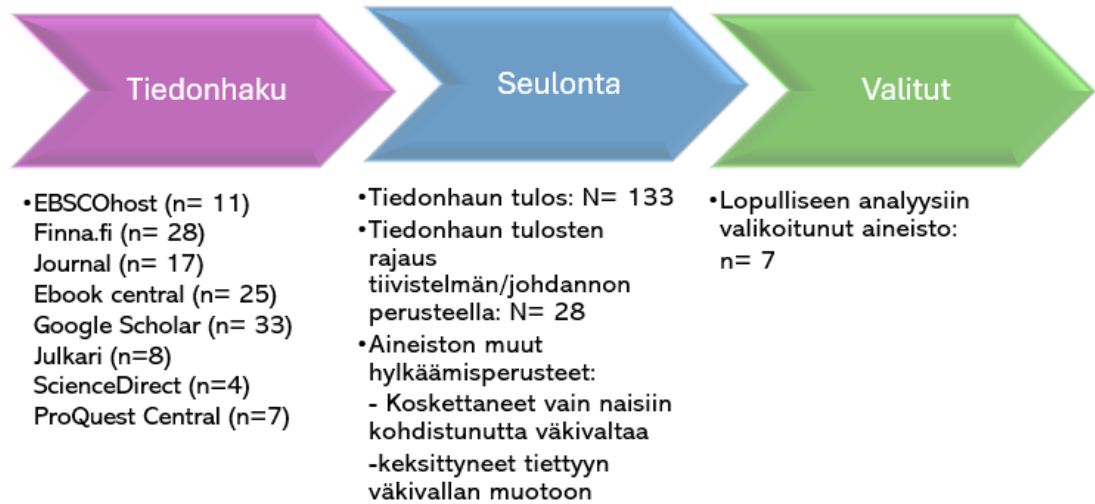 Tiedonhaku
Seulonta
Valitut
•EBSCOhost (n= 11)
Finna.fi (n= 28)
Journal (n= 17)
Ebook central (n= 25)
Google Scholar (n= 33)
Julkari (n=8)
ScienceDirect (n=4)
ProQuest Central (n=7)
•Tiedonhaun tulos: N= 133
•Tiedonhaun tulosten
rajaus
tiivistelmän/johdannon
perusteella: N= 28
•Aineiston muut
hylkäämisperusteet:
- Koskettaneet vain naisiin
kohdistunutta väkivaltaa
-keksittyneet tiettyyn
väkivallan muotoon
•Lopulliseen analyysiin
valikoitunut aineisto:
n= 7